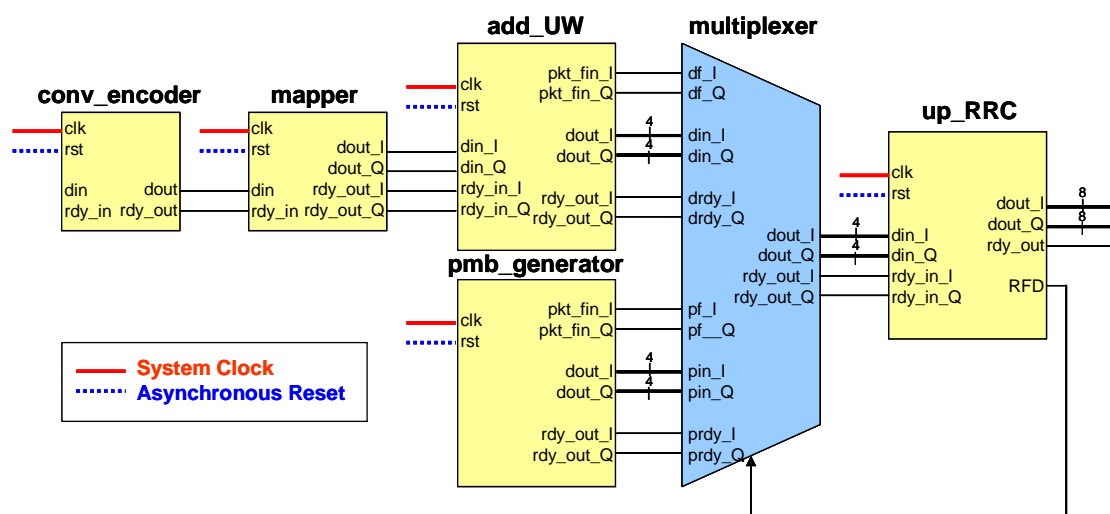 add_UW
multiplexer
conv_encoder
mapper
up_RRC
clk
rst
din
rdy_in
dout
rdy_out
clk
rst
din
rdy_in
dout_I
dout_Q
rdy_out_I
rdy_out_Q
clk
rst
din_I
din_Q
rdy_in_I
rdy_in_Q
pkt_fin_I
pkt_fin_Q
dout_I
dout_Q
rdy_out_I
rdy_out_Q
4
4
df_I
df_Q
din_I
din_Q
drdy_I
drdy_Q
dout_I
dout_Q
rdy_out_I
rdy_out_Q
pf_I
pf__Q
pin_I
pin_Q
prdy_I
prdy_Q
4
4
clk
rst
din_I
din_Q
rdy_in_I
rdy_in_Q
dout_I
dout_Q
rdy_out
RFD
8
8
pmb_generator
clk
rst
pkt_fin_I
pkt_fin_Q
dout_I
dout_Q
rdy_out_I
rdy_out_Q
4
4
System Clock
Asynchronous Reset